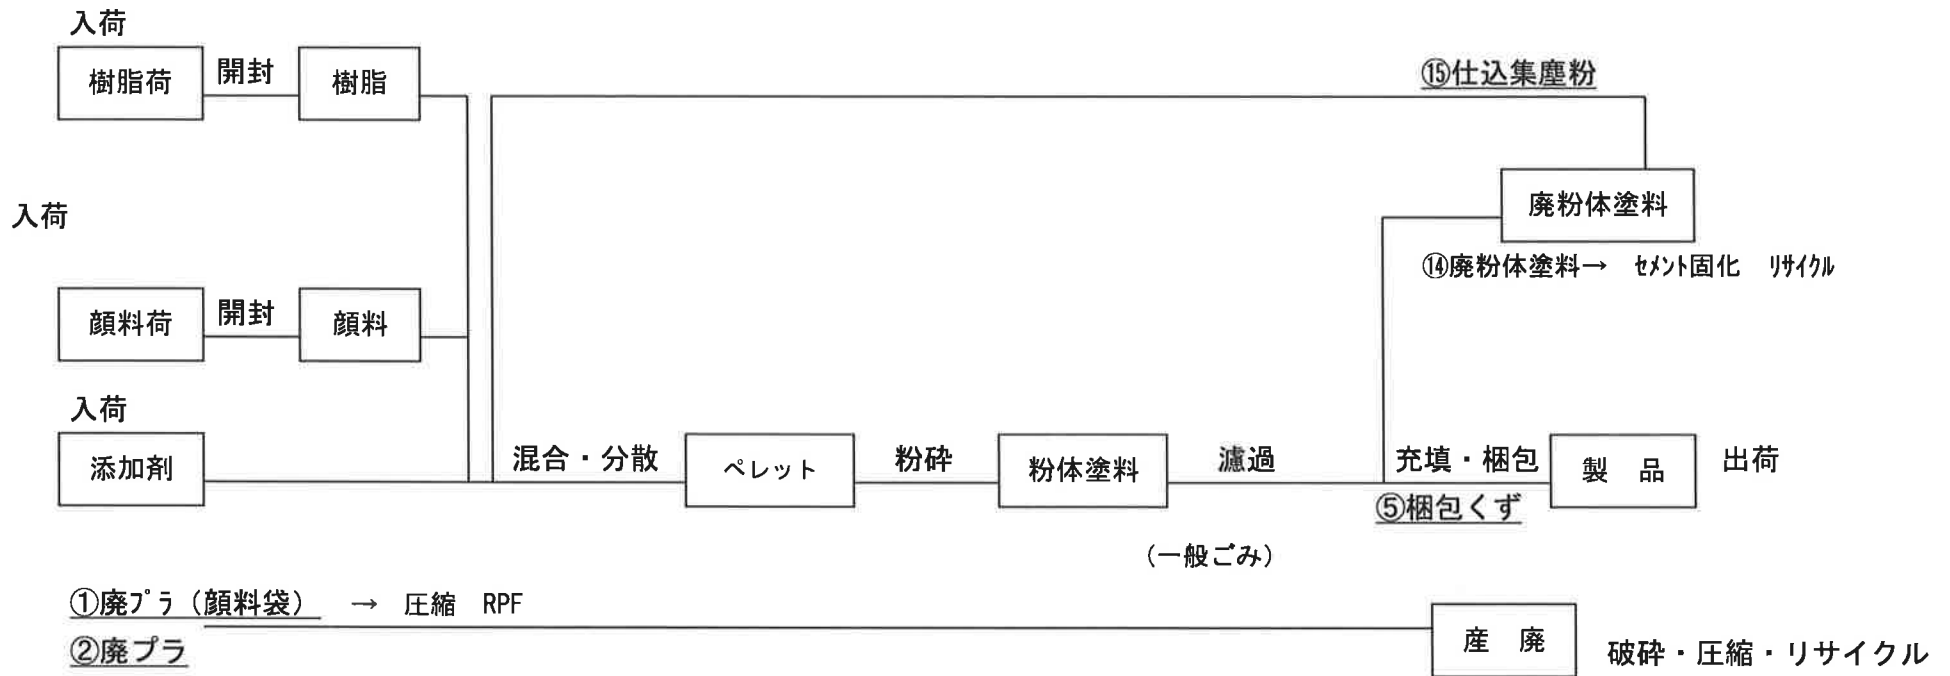 入荷
樹脂荷 開封 樹脂
⑮仕込集塵粉
入荷
廃粉体塗料
⑭廃粉体塗料→ ｾﾒﾝﾄ固化 ﾘｻｲｸﾙ
顔料荷 開封 顔料
入荷
添加剤 混合・分散 ペレット 粉砕 粉体塗料 濾過 充填・梱包 製 品 出荷
⑤梱包くず
(一般ごみ)
①廃ﾌﾟﾗ（顔料袋） → 圧縮 RPF
②廃プラ
産 廃 破砕・圧縮・リサイクル